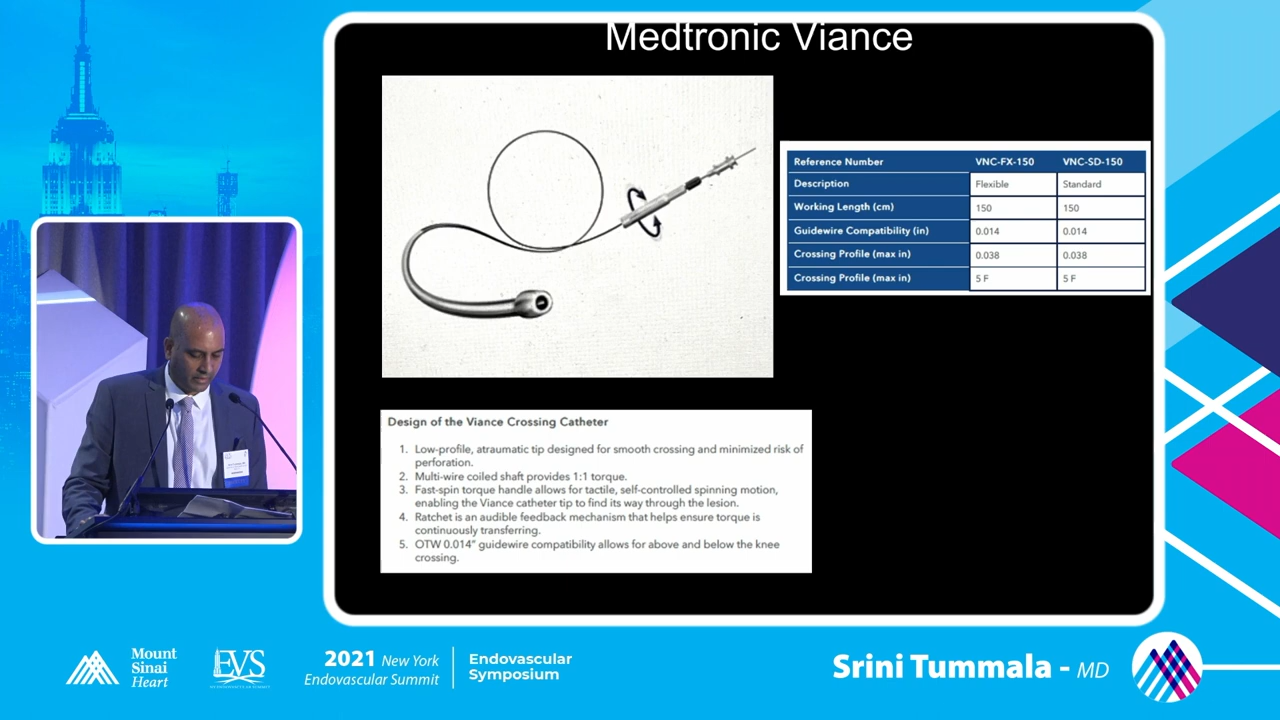 Medtronic Viance
Reference Number VNC-FX-150 VNC-SD-150
Description Flexible Standard
Working Length (cm) 150 150
Guidewire Compatibility (in) 0.014 0.014
Crossing Profile (max in) 0.038 0.038
Crossing Profile (max in) 5 F 5 F
Design of the Viance Crossing Catheter
1. Low-profile, atraumatic tip designed for smooth crossing and minimized risk of
perforation.
2. Multi-wire coiled shaft provides 1:1 torque.
3. Fast-spin torque handle allows for tactile, self-controlled spinning motion,
enabling the Viance catheter tip to find its way through the lesion.
4. Ratchet is an audible feedback mechanism that helps ensure torque is
continuously transferring.
5. OTW 0.014" guidewire compatibility allows for above and below the knee
crossing.
Mount
Sinai
Heart
EVS
2021 New York
Endovascular Summit
Endovascular
Symposium
Srini Tummala - MD